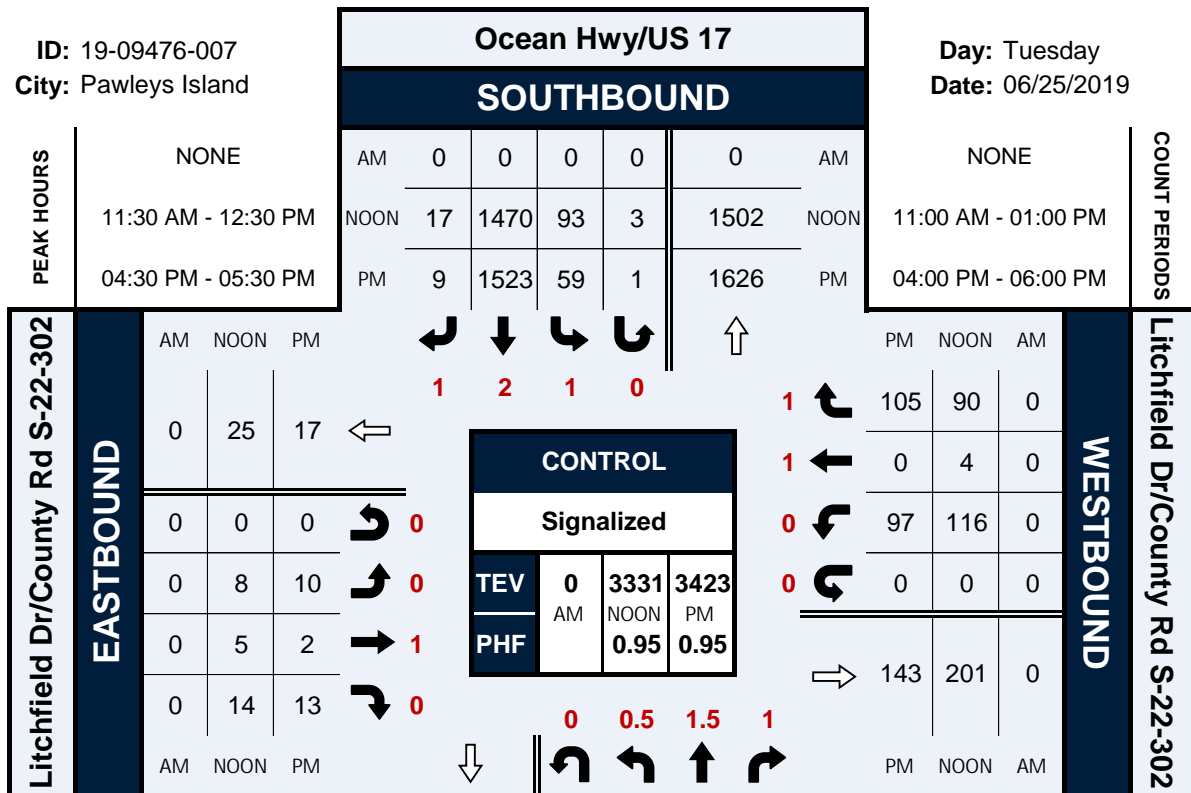 Ocean Hwy/US 17
ID: 19-09476-007
City: Pawleys Island
Day: Tuesday
Date: 06/25/2019
SOUTHBOUND
PEAK HOURS
NONE
11:30 AM - 12:30 PM
04:30 PM - 05:30 PM
AM 0 0 0 0 0 AM
NOON 17 1470 93 3 1502 NOON
PM 9 1523 59 1 1626 PM
NONE
11:00 AM - 01:00 PM
04:00 PM - 06:00 PM
COUNT PERIODS
1 2 1 0
Litchfield Dr/County Rd S-22-302
EASTBOUND
AM NOON PM
0 25 17
0 0 0 0
0 8 10 0
0 5 2 1
0 14 13 0
AM NOON PM
CONTROL
Signalized
TEV 0 3331 3423
AM NOON PM
PHF 0.95 0.95
PM NOON AM
1 105 90 0
1 0 4 0
0 97 116 0
0 0 0 0
143 201 0
PM NOON AM
WESTBOUND
Litchfield Dr/County Rd S-22-302
0 0.5 1.5 1